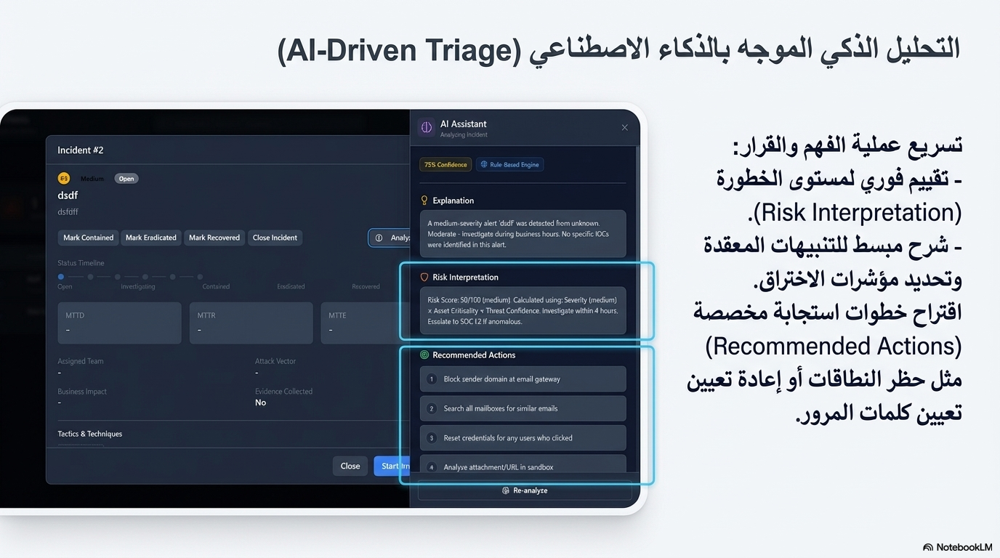 التحليل الذكي الموجه بالذكاء الاصطناعي (AI-Driven Triage)
تسريع عملية الفهم والقرار:
- تقييم فوري لمستوى الخطورة
(Risk Interpretation).
- شرح مبسط للتنبيهات المعقدة
وتحديد مؤشرات الاختراق.
اقتراح خطوات استجابة مخصصة
(Recommended Actions)
مثل حظر النطاقات أو إعادة تعيين
تعيين كلمات المرور.
Incident #2
Medium Open
dsdf
dsfdff
Mark Contained Mark Eradicated Mark Recovered Close Incident
Status Timeline
Open Investigating Contained Recovered
MTTD MTTR MTTE
- - -
Assigned Team Attack Vector
- -
Business Impact Evidence Collected
- No
Tactics & Techniques
Close Start
AI Assistant
Analyzing Incident
Confidence Rule-Based Engine
Explanation
A medium-severity alert 'dsdf' was detected from unknown.
Moderate - investigate during business hours. No specific IOCs
were identified in this alert.
Risk Interpretation
Risk Score: 50/100 (medium). Calculated using: Severity (medium)
× Asset Criticality × Threat Confidence. Investigate within 4 hours,
to SOC if anomalous.
Recommended Actions
1 Block sender domain at email gateway
2 Search all mailboxes for similar emails
3 Reset credentials for any users who clicked
4 Analyze attachment/URL in sandbox
Re-analyze
NotebookLM